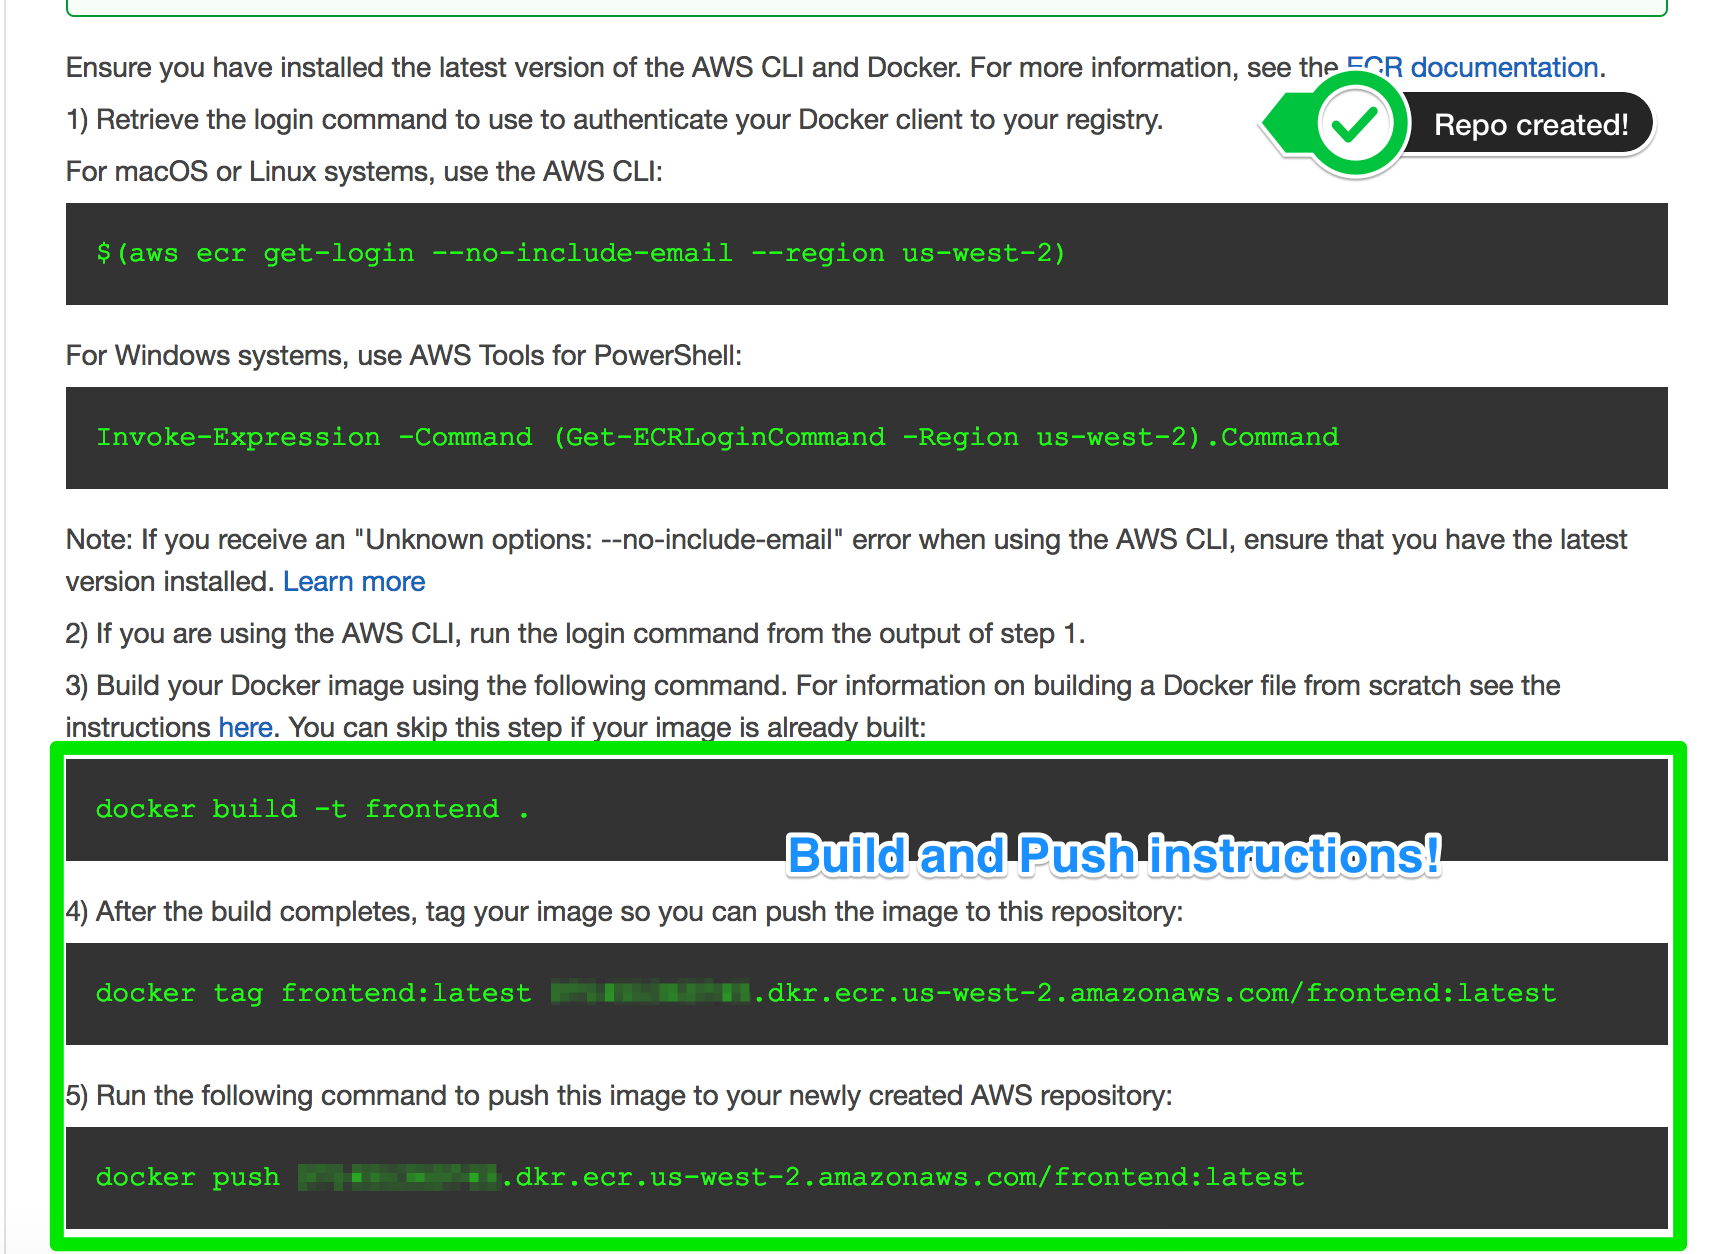 Ensure you have installed the latest version of the AWS CLI and Docker. For more information, see the ECR documentation.
1) Retrieve the login command to use to authenticate your Docker client to your registry.
Repo created!
For macOS or Linux systems, use the AWS CLI:
$(aws ecr get-login --no-include-email --region us-west-2)
For Windows systems, use AWS Tools for PowerShell:
Invoke-Expression -Command (Get-ECRLoginCommand -Region us-west-2).Command
Note: If you receive an "Unknown options: --no-include-email" error when using the AWS CLI, ensure that you have the latest
version installed. Learn more
2) If you are using the AWS CLI, run the login command from the output of step 1.
3) Build your Docker image using the following command. For information on building a Docker file from scratch see the
instructions here. You can skip this step if your image is already built:
docker build -t frontend .
Build and Push instructions!
4) After the build completes, tag your image so you can push the image to this repository:
docker tag frontend:latest .dkr.ecr.us-west-2.amazonaws.com/frontend:latest
5) Run the following command to push this image to your newly created AWS repository:
docker push .dkr.ecr.us-west-2.amazonaws.com/frontend:latest